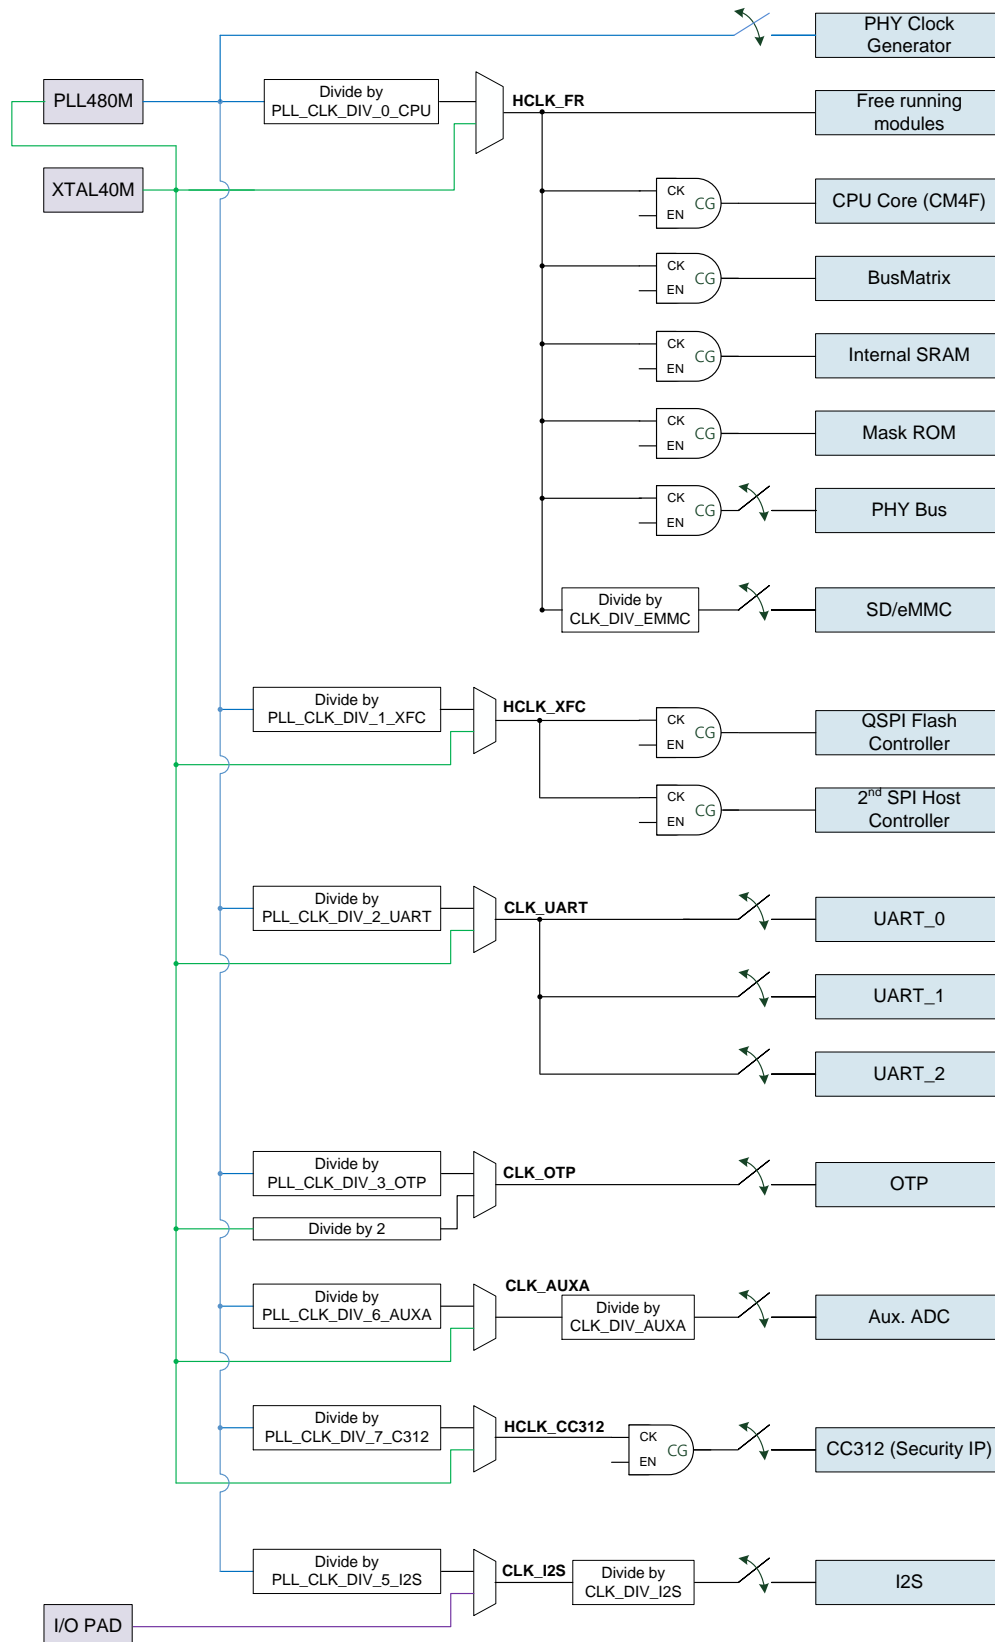 PHY Clock
Generator
PLL480M
Divide by
PLL_CLK_DIV_0_CPU
HCLK_FR
Free running
modules
XTAL40M
CK
EN
CG
CPU Core (CM4F)
CK
EN
CG
BusMatrix
CK
EN
CG
Internal SRAM
CK
EN
CG
Mask ROM
CK
EN
CG
PHY Bus
Divide by
CLK_DIV_EMMC
SD/eMMC
Divide by
PLL_CLK_DIV_1_XFC
HCLK_XFC
CK
EN
CG
QSPI Flash
Controller
CK
EN
CG
2nd SPI Host
Controller
Divide by
PLL_CLK_DIV_2_UART
CLK_UART
UART_0
UART_1
UART_2
Divide by
PLL_CLK_DIV_3_OTP
CLK_OTP
OTP
Divide by 2
Divide by
PLL_CLK_DIV_6_AUXA
CLK_AUXA
Divide by
CLK_DIV_AUXA
Aux. ADC
Divide by
PLL_CLK_DIV_7_C312
HCLK_CC312
CK
EN
CG
CC312 (Security IP)
Divide by
PLL_CLK_DIV_5_I2S
CLK_I2S
Divide by
CLK_DIV_I2S
I2S
I/O PAD